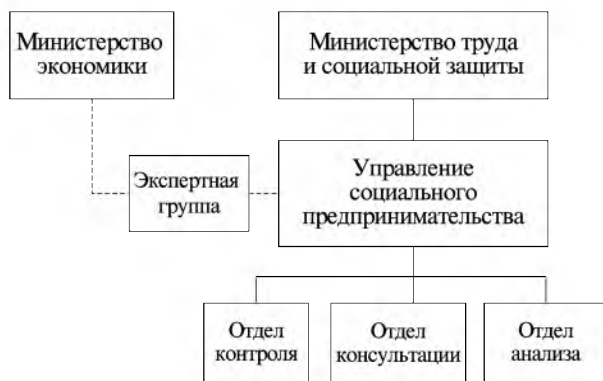 Министерство
экономики
Министерство труда
и социальной защиты
Экспертная
группа
Управление
социального
предпринимательства
Отдел
контроля
Отдел
консультации
Отдел
анализа